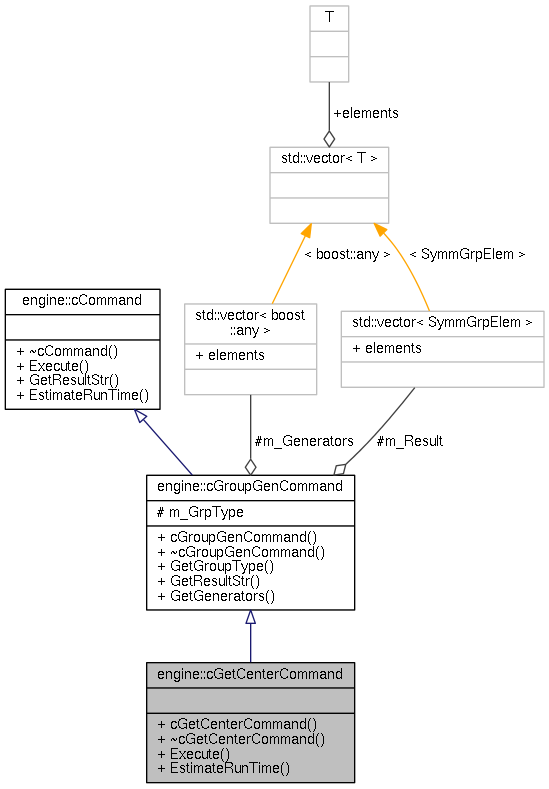 T
+elements
std::vector< T >
< boost::any >
< SymmGrpElem >
engine::cCommand
+ ~cCommand()
+ Execute()
+ GetResultStr()
+ EstimateRunTime()
std::vector< boost
::any >
+ elements
std::vector< SymmGrpElem >
+ elements
#m_Generators
#m_Result
engine::cGroupGenCommand
# m_GrpType
+ cGroupGenCommand()
+ ~cGroupGenCommand()
+ GetGroupType()
+ GetResultStr()
+ GetGenerators()
engine::cGetCenterCommand
+ cGetCenterCommand()
+ ~cGetCenterCommand()
+ Execute()
+ EstimateRunTime()